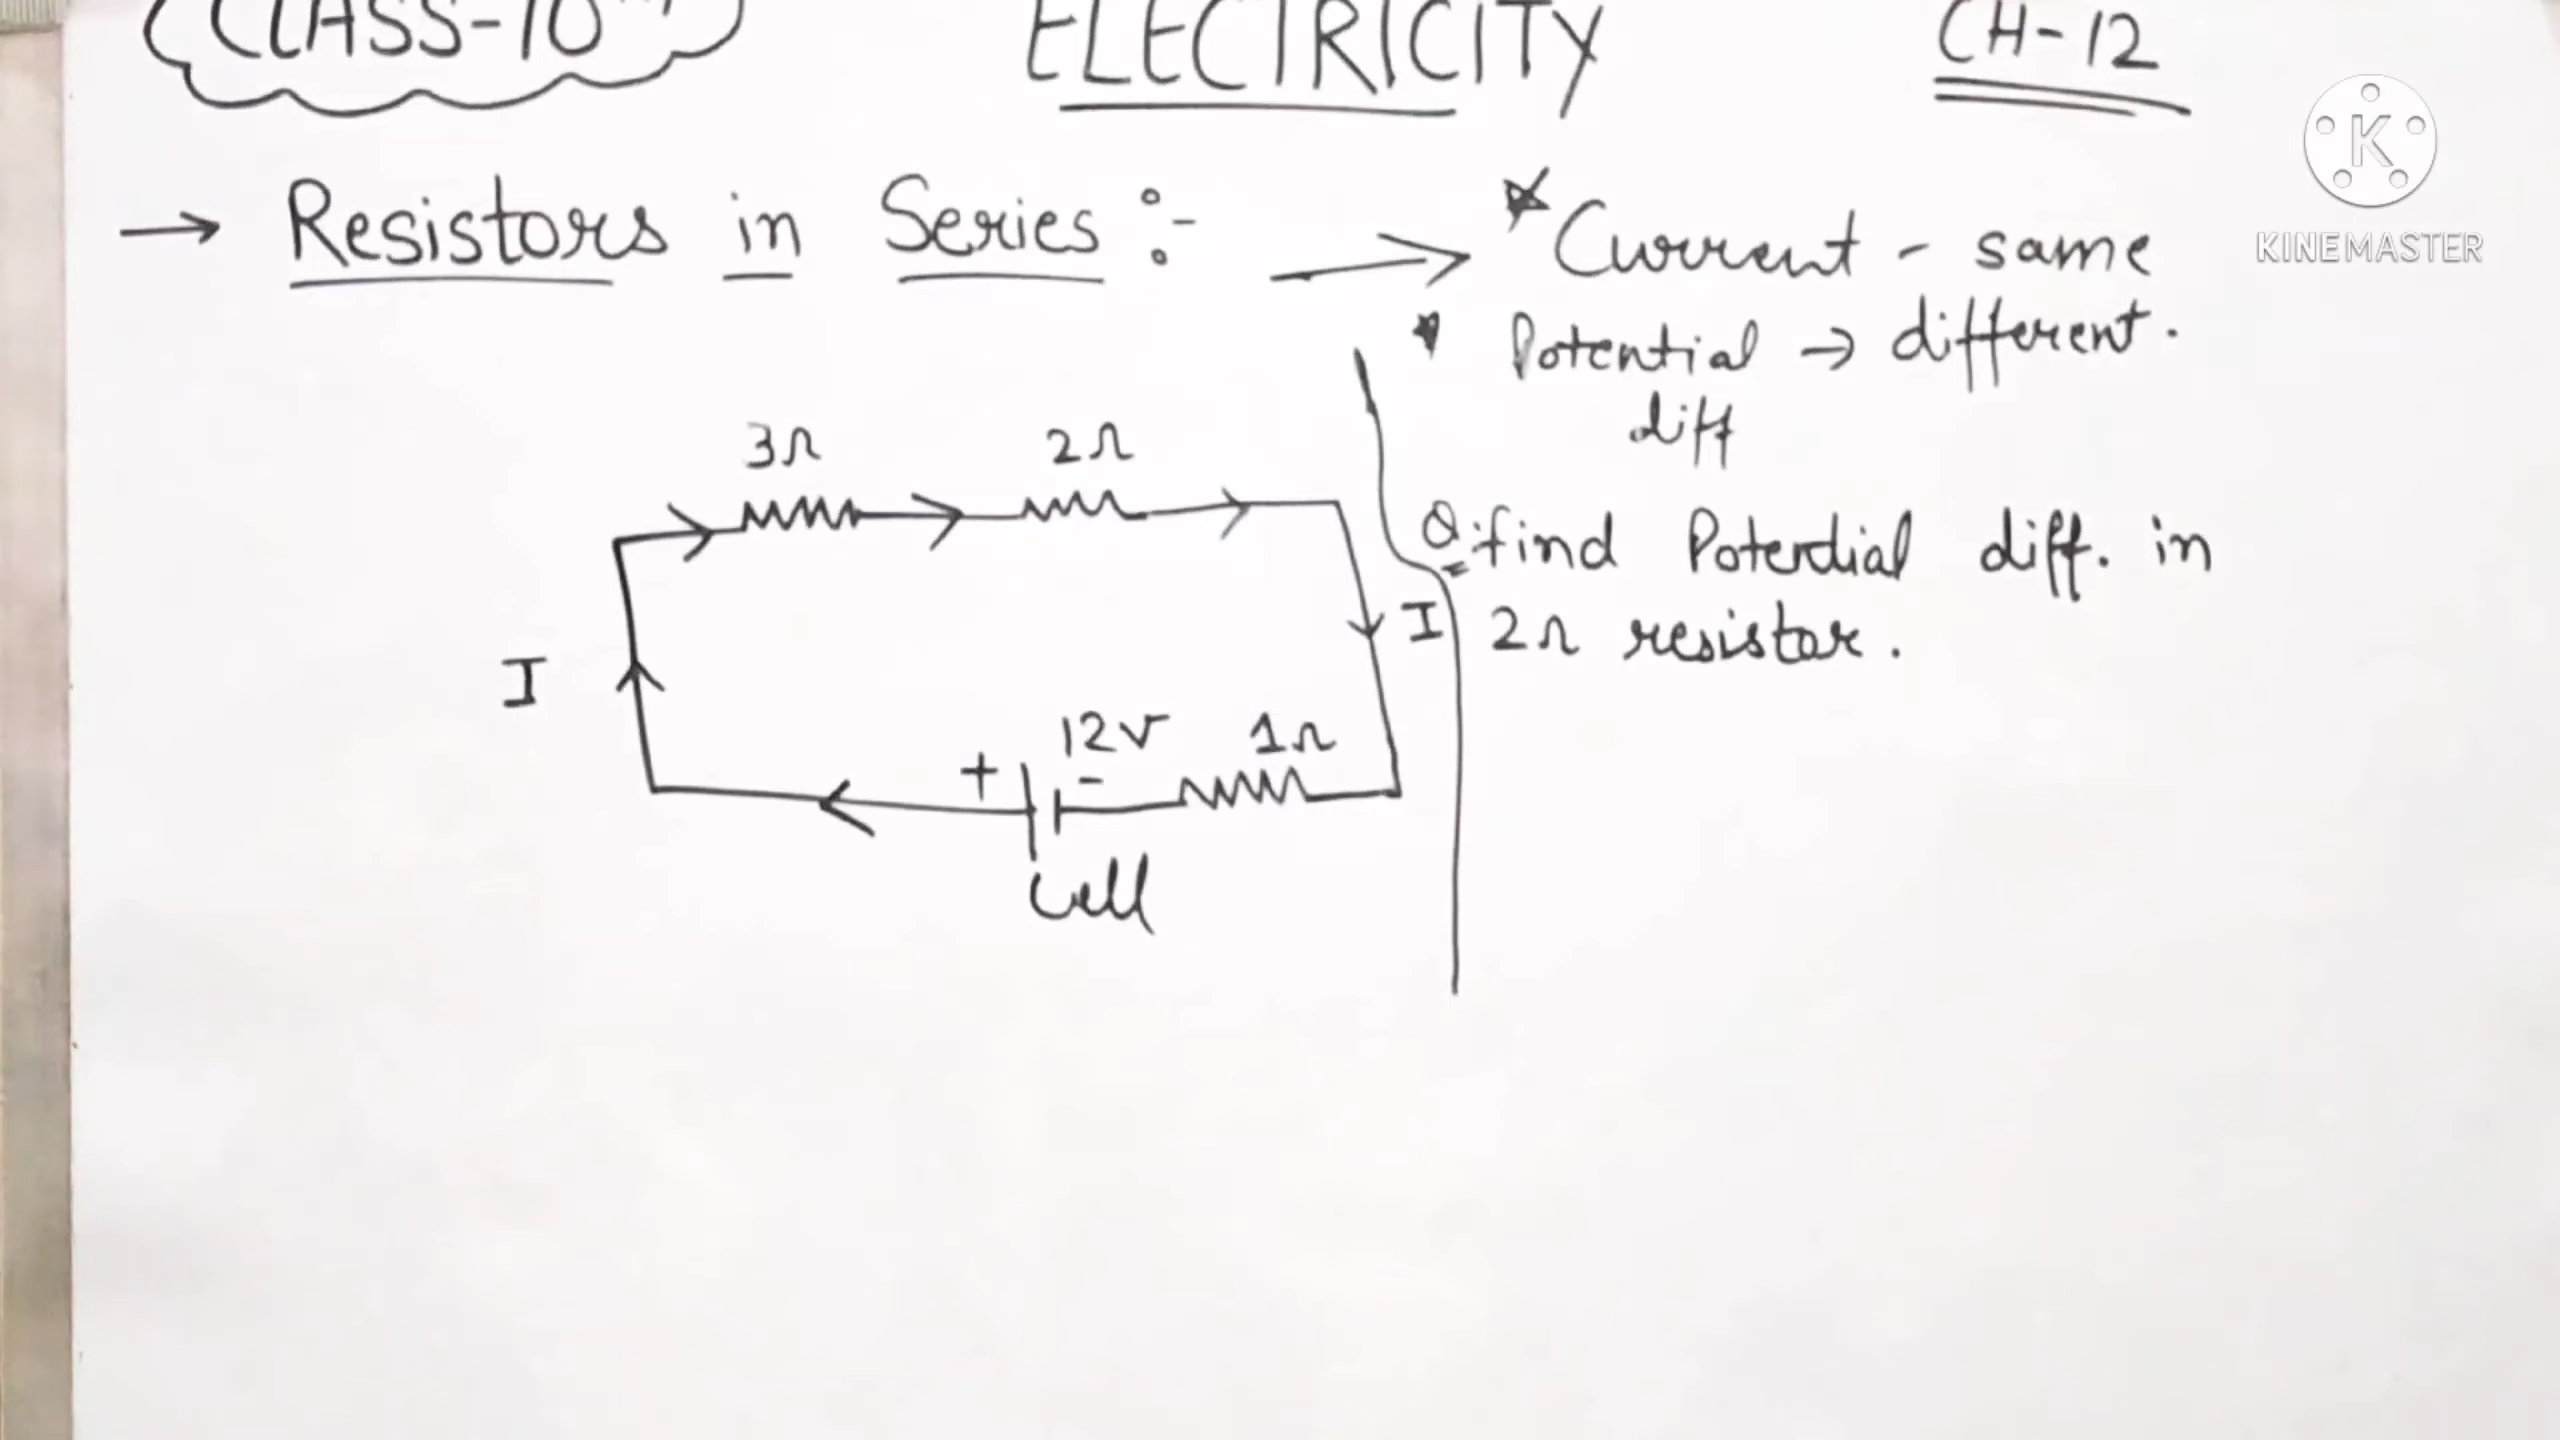 CLASS-10th
ELECTRICITY
CH-12
K
KINEMASTER
→ Resistors in Series :-
* Current - same
* Potential → different.
diff
3Ω
2Ω
Q. find Potential diff. in
I 2Ω resistor.
I
12V
1Ω
+ -
Cell